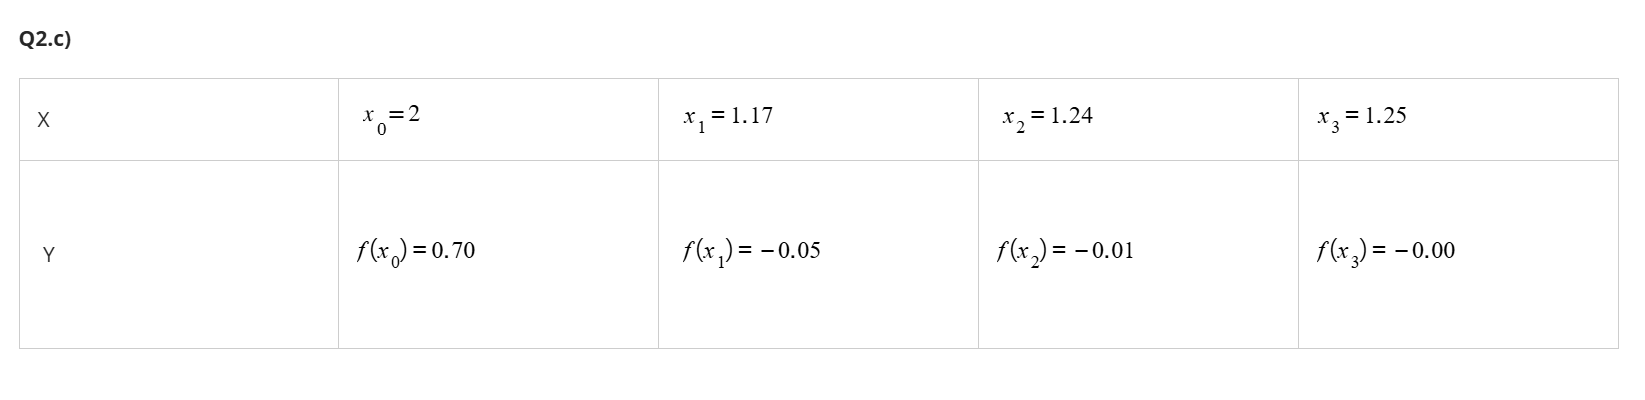 Q2.c)
X x₀=2 x₁= 1.17 x₂= 1.24 x₃= 1.25
Y f(x₀)=0.70 f(x₁)= −0.05 f(x₂)= −0.01 f(x₃)= −0.00